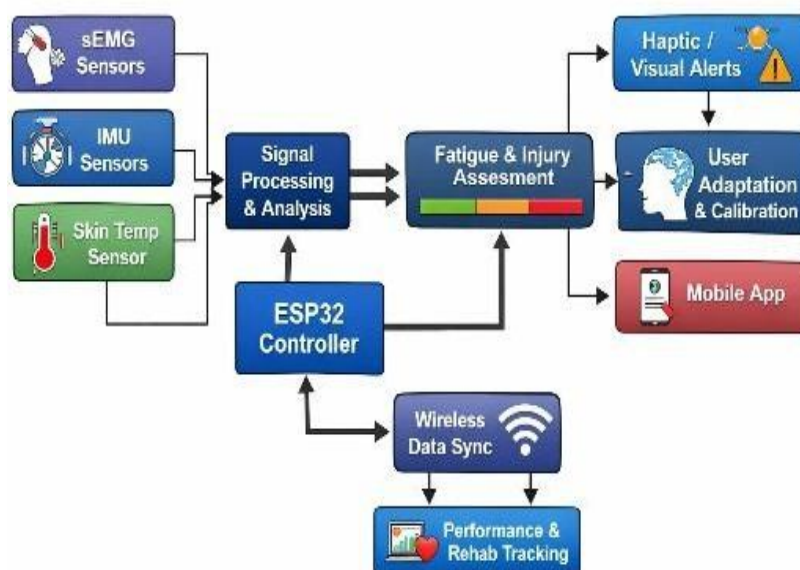 sEMG
Sensors
IMU
Sensors
Skin Temp
Sensor
Signal
Processing
& Analysis
ESP32
Controller
Fatigue & Injury
Assesment
Haptic /
Visual Alerts
User
Adaptation
& Calibration
Mobile App
Wireless
Data Sync
Performance &
Rehab Tracking